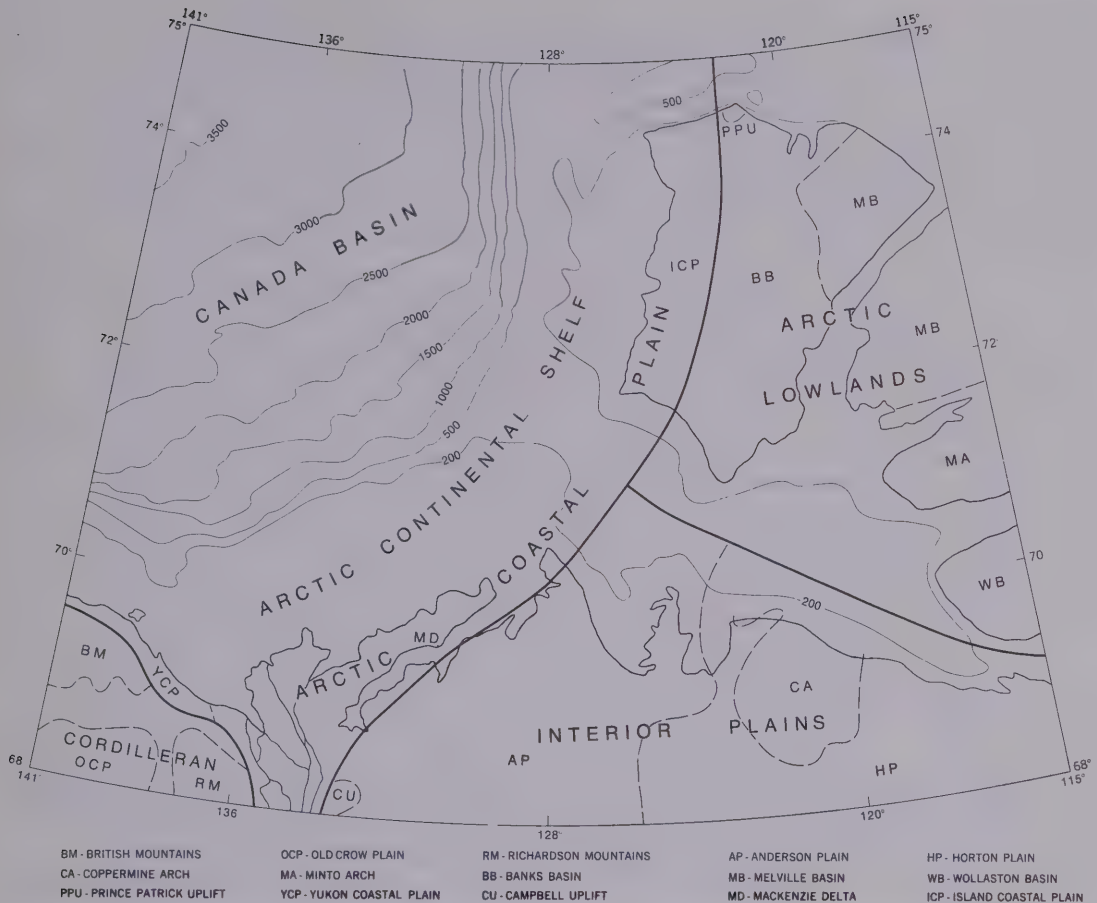 141°
75°
136°
128°
120°
115°
75°
500
74°
3500
PPU
74
MB
3000
CANADA BASIN
ICP
BB
2500
ARCTIC
2000
SHELF
PLAIN
MB
72°
1500
72
LOWLANDS
1000
500
200
MA
ARCTIC CONTINENTAL
COASTAL
70°
70
WB
200
MD
BM
YCP
ARCTIC
CA
INTERIOR PLAINS
CORDILLERAN
AP
OCP
HP
68
68°
RM
CU
141
115°
136
120°
128°
BM - BRITISH MOUNTAINS
OCP - OLD CROW PLAIN
RM - RICHARDSON MOUNTAINS
AP - ANDERSON PLAIN
HP - HORTON PLAIN
CA - COPPERMINE ARCH
MA - MINTO ARCH
BB - BANKS BASIN
MB - MELVILLE BASIN
WB - WOLLASTON BASIN
PPU - PRINCE PATRICK UPLIFT
YCP - YUKON COASTAL PLAIN
CU - CAMPBELL UPLIFT
MD - MACKENZIE DELTA
ICP - ISLAND COASTAL PLAIN